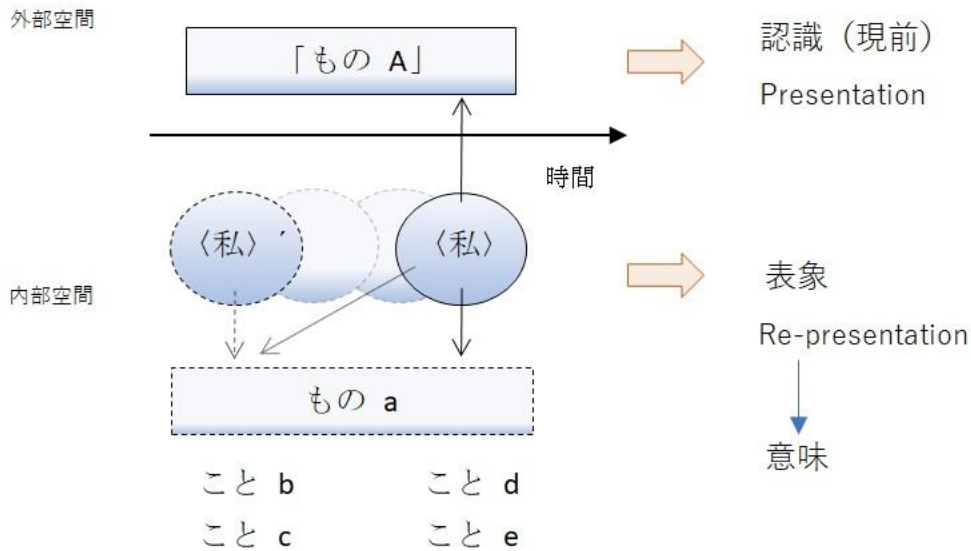 外部空間
「もの A」
認識（現前）
Presentation
時間
〈私〉´
〈私〉
内部空間
表象
Re-presentation
もの a
意味
こと b
こと d
こと c
こと e